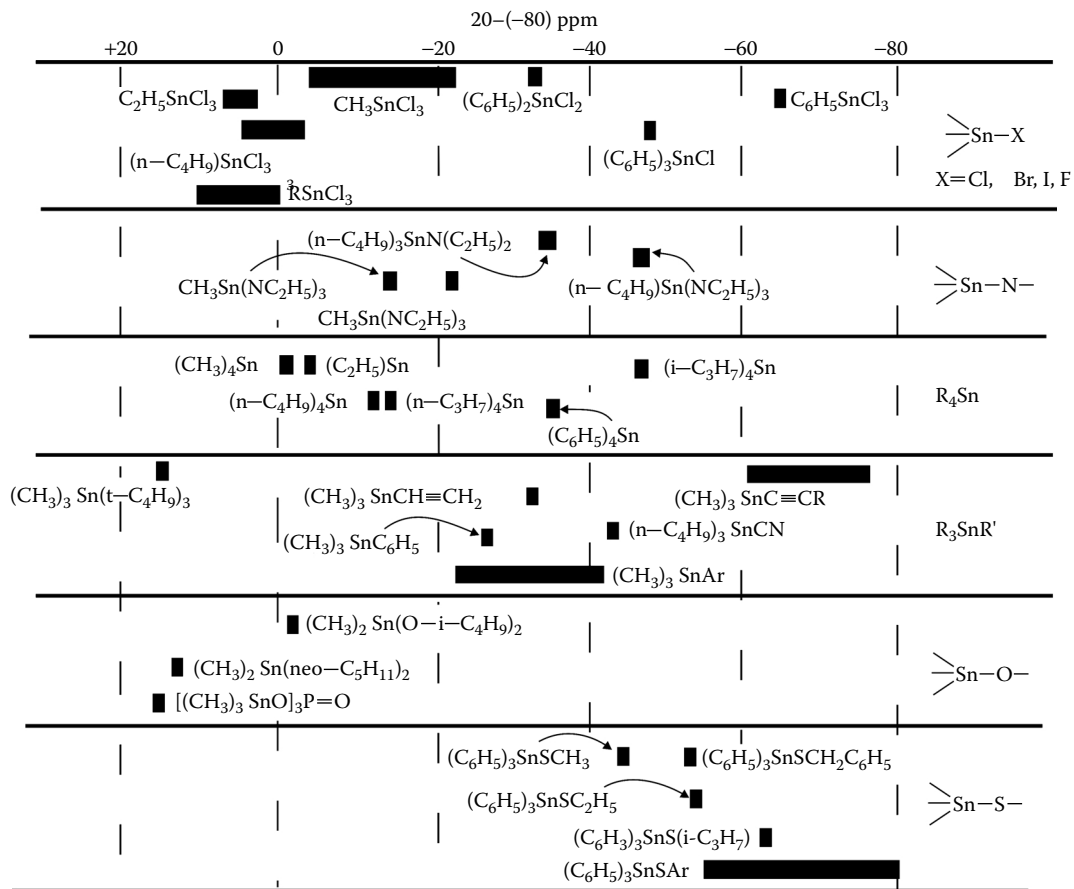 20–(−80) ppm
+20 0 −20 −40 −60 −80
C₂H₅SnCl₃ CH₃SnCl₃ (C₆H₅)₂SnCl₂ C₆H₅SnCl₃
(n−C₄H₉)SnCl₃ (C₆H₅)₃SnCl Sn−X
³RSnCl₃ X=Cl, Br, I, F
(n−C₄H₉)₃SnN(C₂H₅)₂
CH₃Sn(NC₂H₅)₃ (n− C₄H₉)Sn(NC₂H₅)₃ Sn−N−
CH₃Sn(NC₂H₅)₃
(CH₃)₄Sn (C₂H₅)Sn (i−C₃H₇)₄Sn
(n−C₄H₉)₄Sn (n−C₃H₇)₄Sn R₄Sn
(C₆H₅)₄Sn
(CH₃)₃ Sn(t−C₄H₉)₃ (CH₃)₃ SnCH≡CH₂ (CH₃)₃ SnC≡CR
(CH₃)₃ SnC₆H₅ (n−C₄H₉)₃ SnCN R₃SnR'
(CH₃)₃ SnAr
(CH₃)₂ Sn(O−i−C₄H₉)₂
(CH₃)₂ Sn(neo−C₅H₁₁)₂ Sn−O−
[(CH₃)₃ SnO]₃P=O
(C₆H₅)₃SnSCH₃ (C₆H₅)₃SnSCH₂C₆H₅
(C₆H₅)₃SnSC₂H₅ Sn−S−
(C₆H₃)₃SnS(i-C₃H₇)
(C₆H₅)₃SnSAr